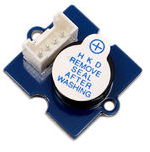 +
H K D
REMOVE
SEAL
AFTER
WASHING